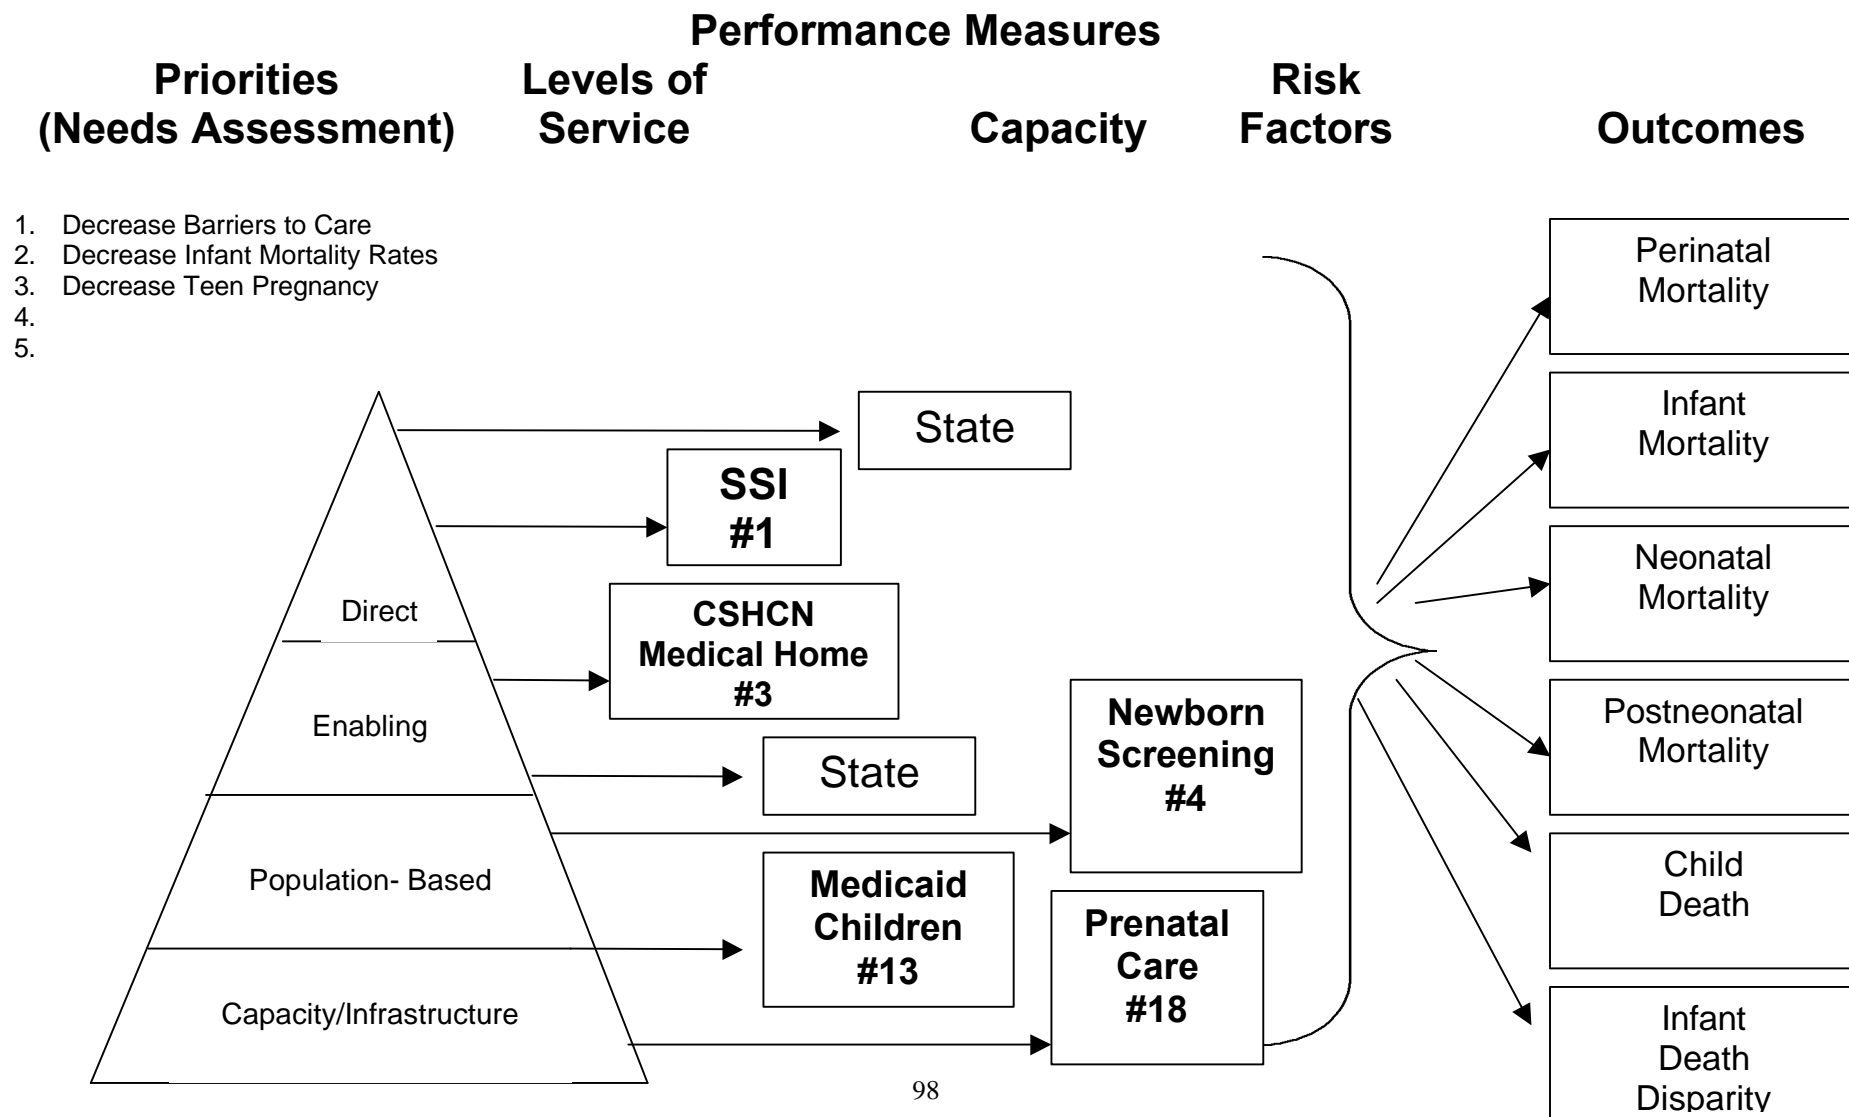 Performance Measures
Priorities
(Needs Assessment)
Levels of
Service
Capacity
Risk
Factors
Outcomes
1. Decrease Barriers to Care
2. Decrease Infant Mortality Rates
3. Decrease Teen Pregnancy
4.
5.
Direct
Enabling
Population- Based
Capacity/Infrastructure
State
SSI
#1
CSHCN
Medical Home
#3
State
Newborn
Screening
#4
Medicaid
Children
#13
Prenatal
Care
#18
Perinatal
Mortality
Infant
Mortality
Neonatal
Mortality
Postneonatal
Mortality
Child
Death
Infant
Death
Disparity
98